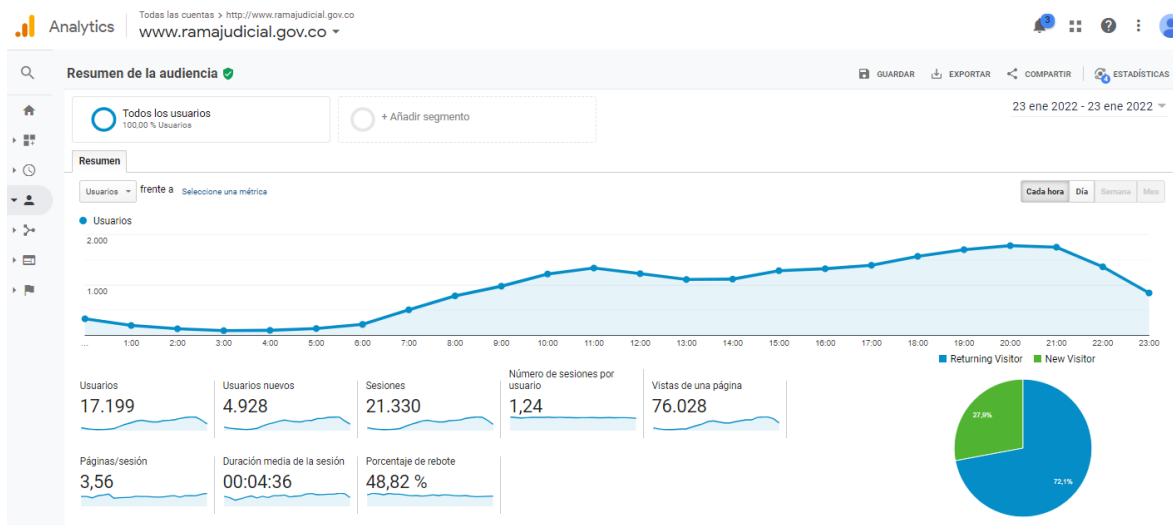 Todas las cuentas > http://www.ramajudicial.gov.co
Analytics
www.ramajudicial.gov.co
3
Resumen de la audiencia
GUARDAR
EXPORTAR
COMPARTIR
4
ESTADÍSTICAS
Todos los usuarios
100,00 % Usuarios
+ Añadir segmento
23 ene 2022 - 23 ene 2022
Resumen
Usuarios frente a Seleccione una métrica
Cada hora Día Semana Mes
Usuarios
2.000
1.000
... 1:00 2:00 3:00 4:00 5:00 6:00 7:00 8:00 9:00 10:00 11:00 12:00 13:00 14:00 15:00 16:00 17:00 18:00 19:00 20:00 21:00 22:00 23:00
Returning Visitor New Visitor
Usuarios
17.199
Usuarios nuevos
4.928
Sesiones
21.330
Número de sesiones por
usuario
1,24
Vistas de una página
76.028
Páginas/sesión
3,56
Duración media de la sesión
00:04:36
Porcentaje de rebote
48,82 %
27,9%
72,1%